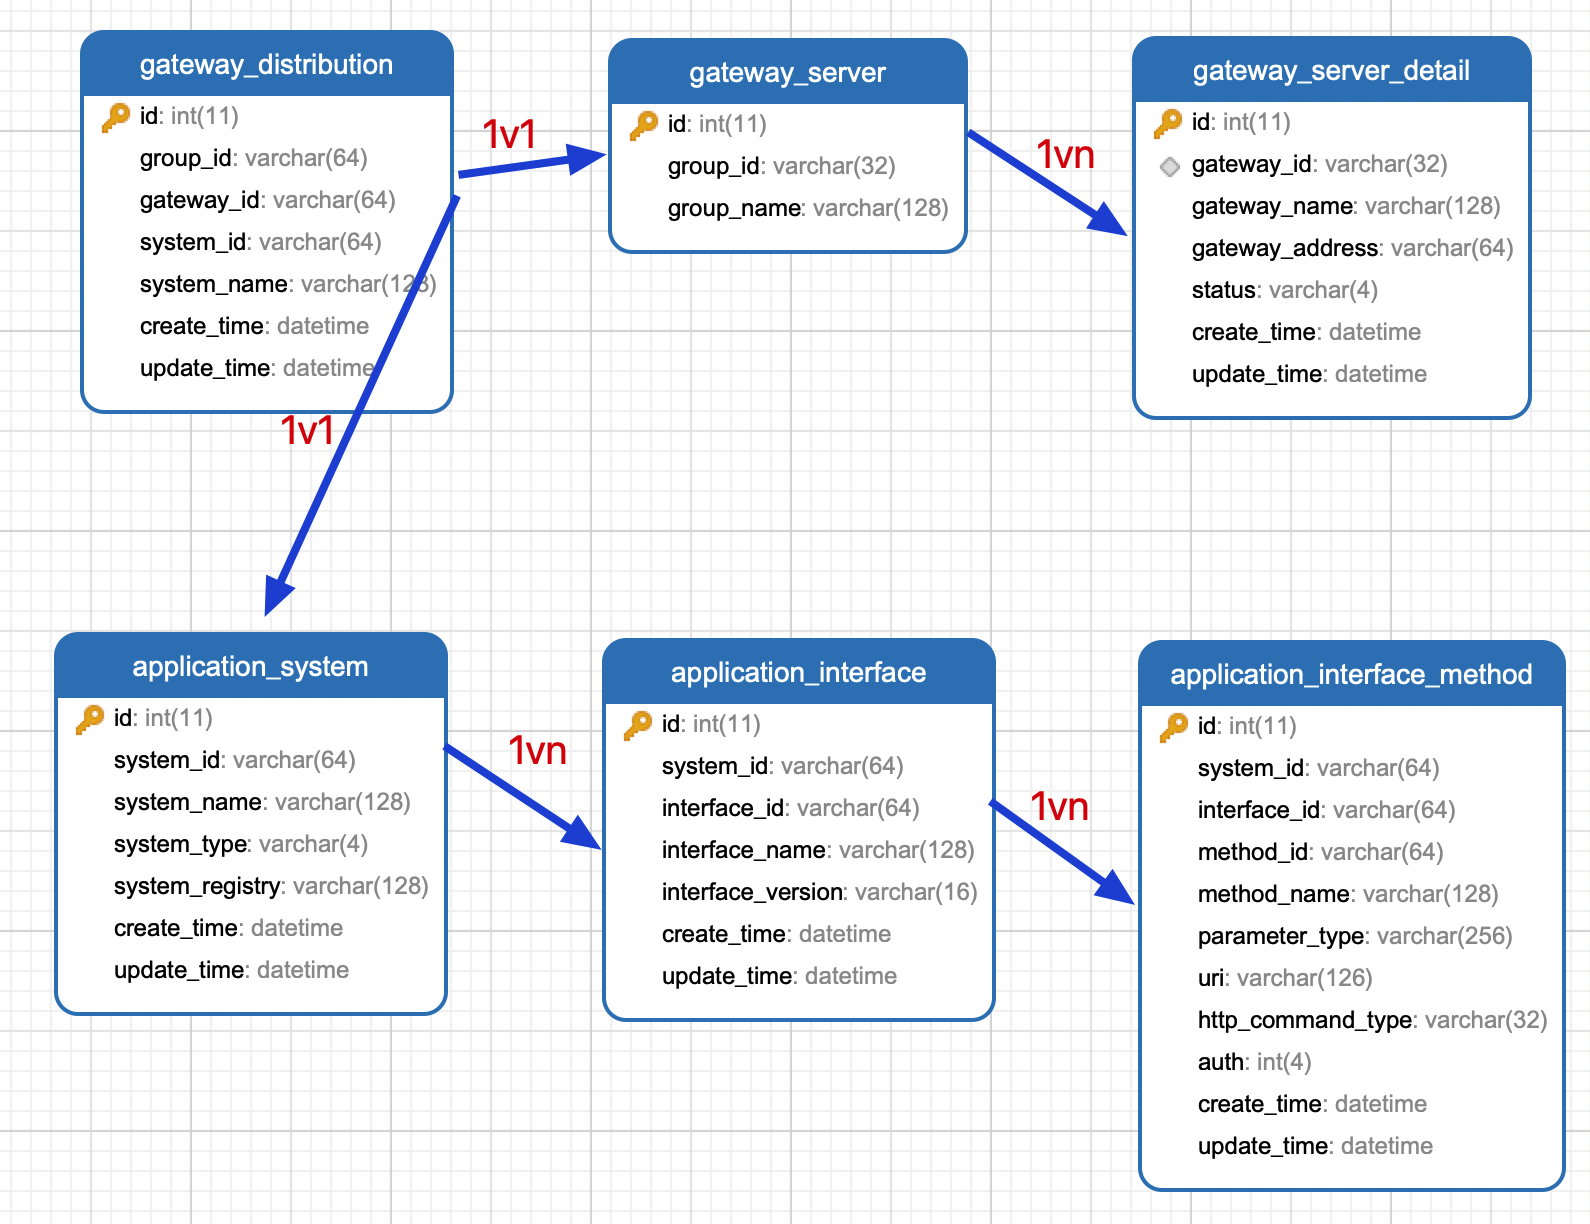 gateway_distribution
id: int(11)
group_id: varchar(64)
gateway_id: varchar(64)
system_id: varchar(64)
system_name: varchar(128)
create_time: datetime
update_time: datetime
1v1
gateway_server
id: int(11)
group_id: varchar(32)
group_name: varchar(128)
1vn
gateway_server_detail
id: int(11)
gateway_id: varchar(32)
gateway_name: varchar(128)
gateway_address: varchar(64)
status: varchar(4)
create_time: datetime
update_time: datetime
1v1
application_system
id: int(11)
system_id: varchar(64)
system_name: varchar(128)
system_type: varchar(4)
system_registry: varchar(128)
create_time: datetime
update_time: datetime
1vn
application_interface
id: int(11)
system_id: varchar(64)
interface_id: varchar(64)
interface_name: varchar(128)
interface_version: varchar(16)
create_time: datetime
update_time: datetime
1vn
application_interface_method
id: int(11)
system_id: varchar(64)
interface_id: varchar(64)
method_id: varchar(64)
method_name: varchar(128)
parameter_type: varchar(256)
uri: varchar(126)
http_command_type: varchar(32)
auth: int(4)
create_time: datetime
update_time: datetime